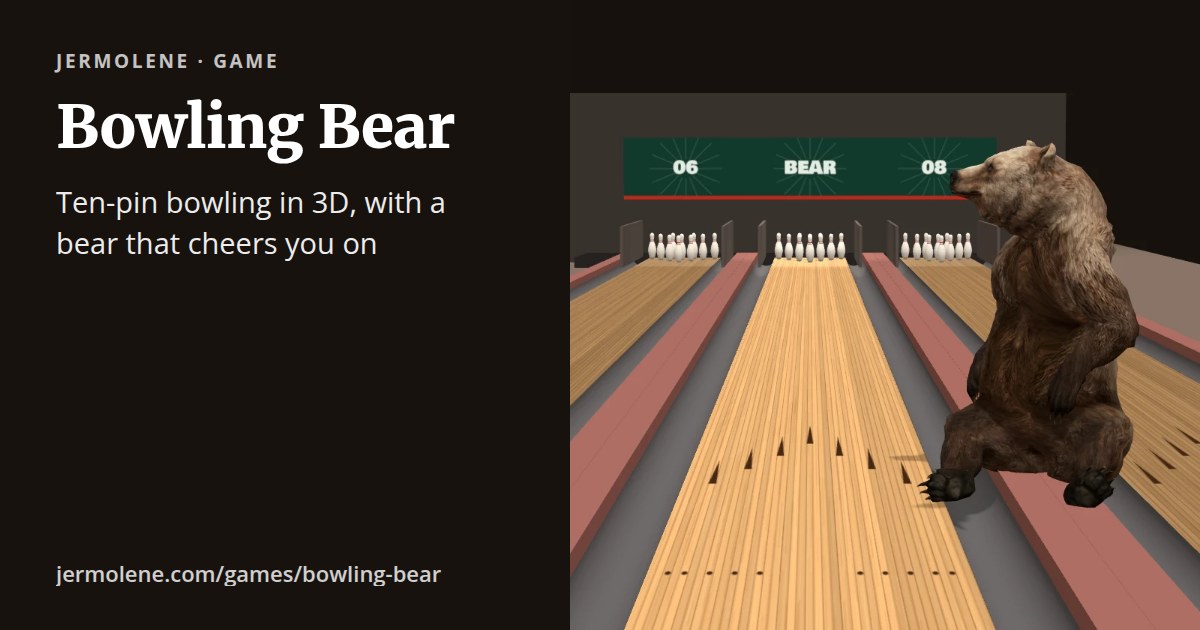 JERMOLENE · GAME
Bowling Bear
Ten-pin bowling in 3D, with a
bear that cheers you on
06 BEAR 08
jermolene.com/games/bowling-bear